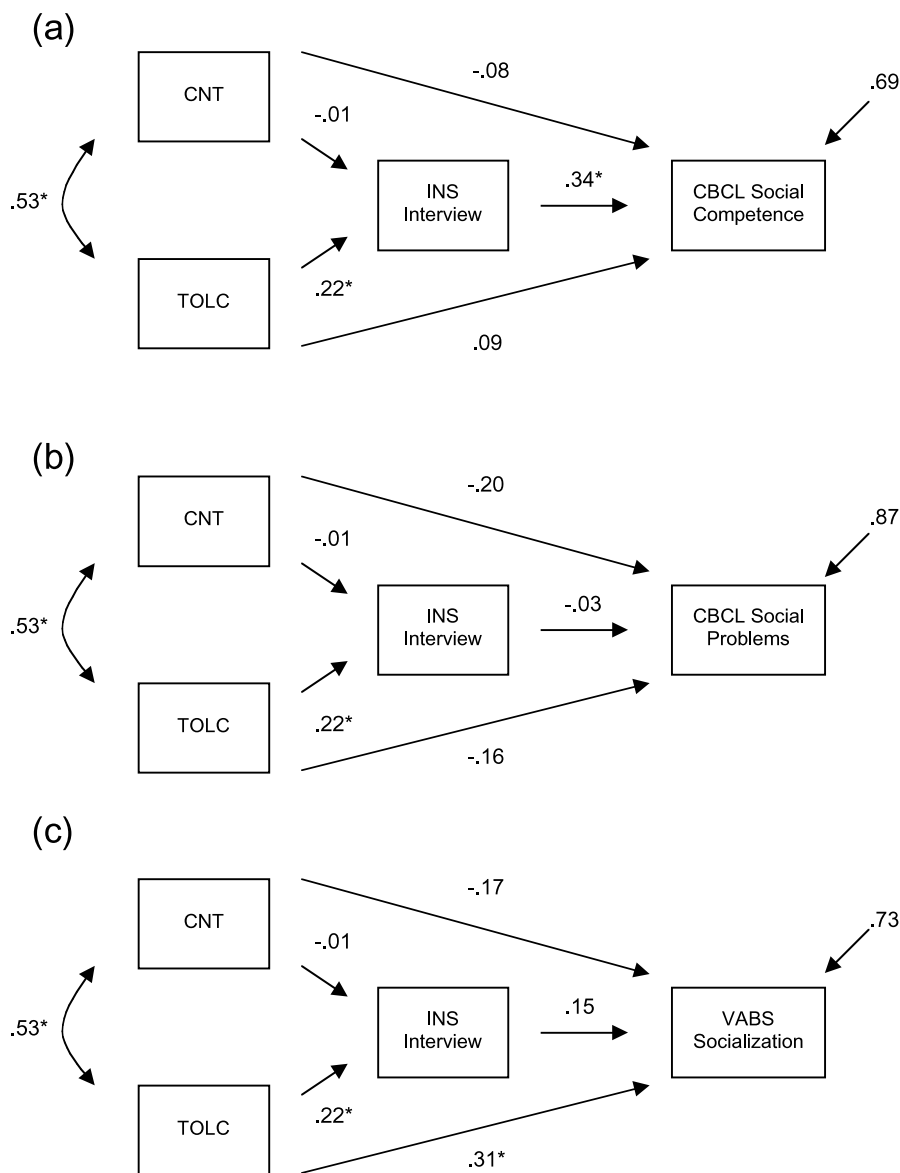 (a)
CNT
-.08
.69
-.01
.53*
INS
Interview
.34*
CBCL Social
Competence
TOLC
.22*
.09
(b)
CNT
-.20
.87
-.01
.53*
INS
Interview
-.03
CBCL Social
Problems
TOLC
.22*
-.16
(c)
CNT
-.17
.73
-.01
.53*
INS
Interview
.15
VABS
Socialization
TOLC
.22*
.31*